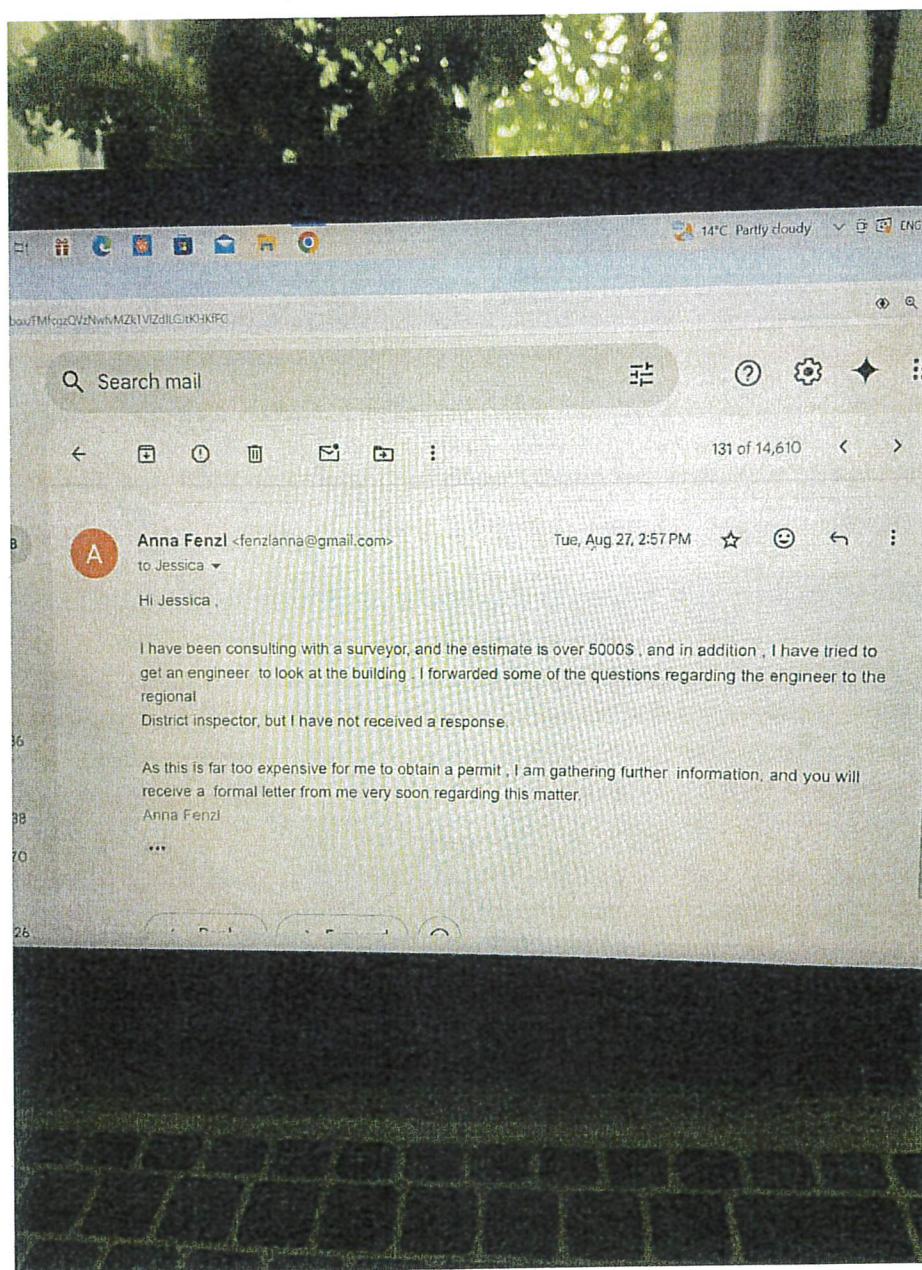 14°C Partly cloudy
ENG
Search mail
131 of 14,610
Anna Fenzl <fenzlanna@gmail.com>
Tue, Aug 27, 2:57 PM
to Jessica
A
Hi Jessica ,
I have been consulting with a surveyor, and the estimate is over 5000$ , and in addition , I have tried to
get an engineer to look at the building . I forwarded some of the questions regarding the engineer to the
regional
District inspector, but I have not received a response.
As this is far too expensive for me to obtain a permit , I am gathering further information, and you will
receive a formal letter from me very soon regarding this matter.
Anna Fenzl
•••
8
36
38
70
26